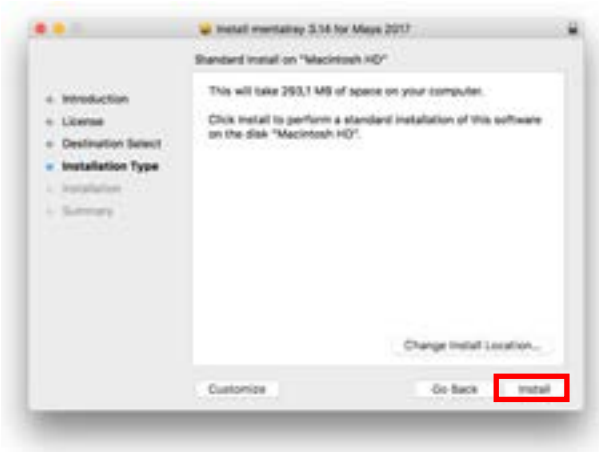 Install mentalray 3.14 for Maya 2017
Standard Install on "Macintosh HD"
Introduction
License
Destination Select
Installation Type
Installation
Summary
This will take 293,1 MB of space on your computer.
Click Install to perform a standard installation of this software
on the disk "Macintosh HD".
Change Install Location...
Customize
Go Back
Install